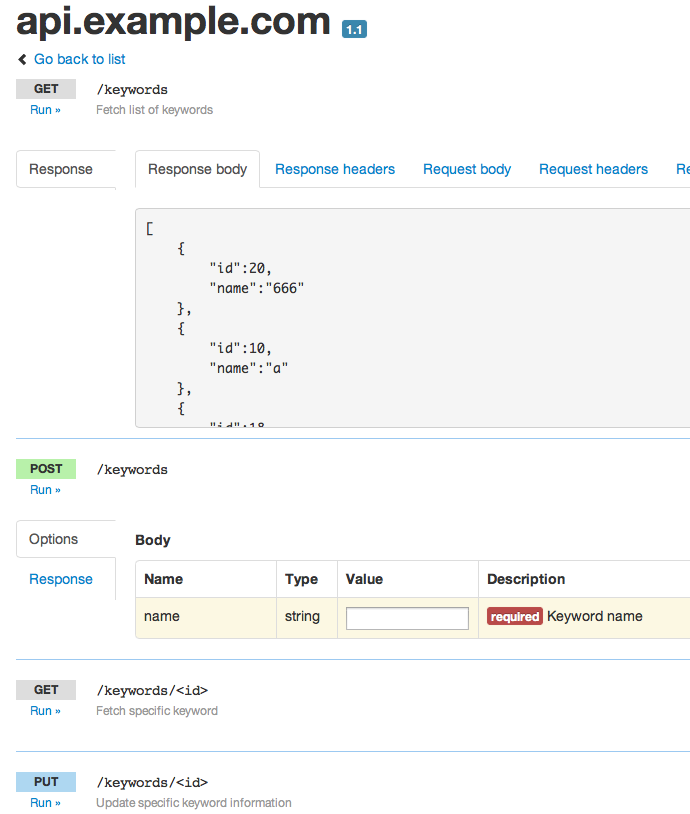 api.example.com 1.1
Go back to list
GET /keywords
Run » Fetch list of keywords
Response Response body Response headers Request body Request headers
[
{
"id":20,
"name":"666"
},
{
"id":10,
"name":"a"
},
{
"id":18
POST /keywords
Run »
Options Body
Response Name Type Value Description
name string required Keyword name
GET /keywords/<id>
Run » Fetch specific keyword
PUT /keywords/<id>
Run » Update specific keyword information